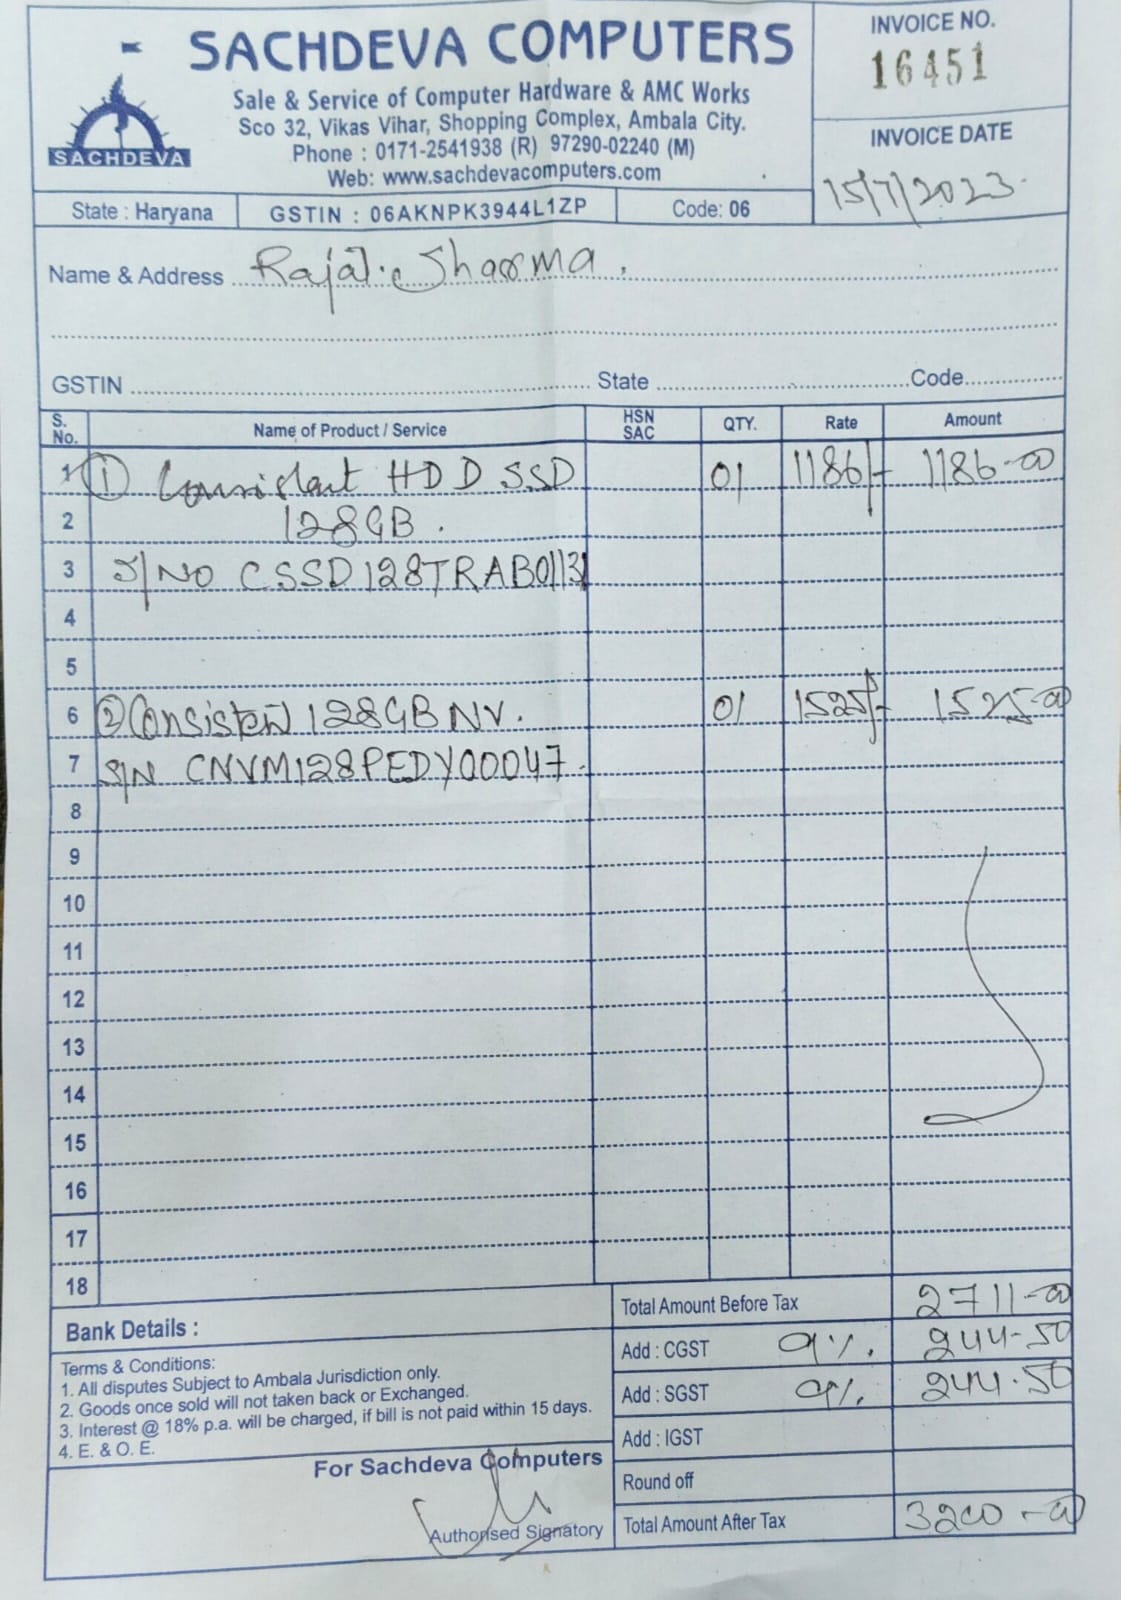 SACHDEVA COMPUTERS
SACHDEVA
Sale & Service of Computer Hardware & AMC Works
Sco 32, Vikas Vihar, Shopping Complex, Ambala City.
Phone : 0171-2541938 (R) 97290-02240 (M)
Web: www.sachdevacomputers.com
INVOICE NO.
16451
INVOICE DATE
15/7/2023
State : Haryana GSTIN : 06AKNPK3944L1ZP Code: 06
Name & Address Rajat Sharma
GSTIN State Code
S. No. Name of Product / Service HSN SAC QTY. Rate Amount
1 ① Consistant HDD SSD 01 1186/- 1186-00
2 128GB.
3 S/NO CSSD128TRAB0113
4
5
6 ② Consistent 128GB NV. 01 1525/- 1525-00
7 S/N CNVM128PEDY00047.
8
9
10
11
12
13
14
15
16
17
18
Total Amount Before Tax 2711-00
Bank Details :
Add : CGST 9%. 244-50
Add : SGST 9% 244.50
Add : IGST
Round off
Total Amount After Tax 3200-00
Terms & Conditions:
1. All disputes Subject to Ambala Jurisdiction only.
2. Goods once sold will not taken back or Exchanged.
3. Interest @ 18% p.a. will be charged, if bill is not paid within 15 days.
4. E. & O. E.
For Sachdeva Computers
Authorised Signatory